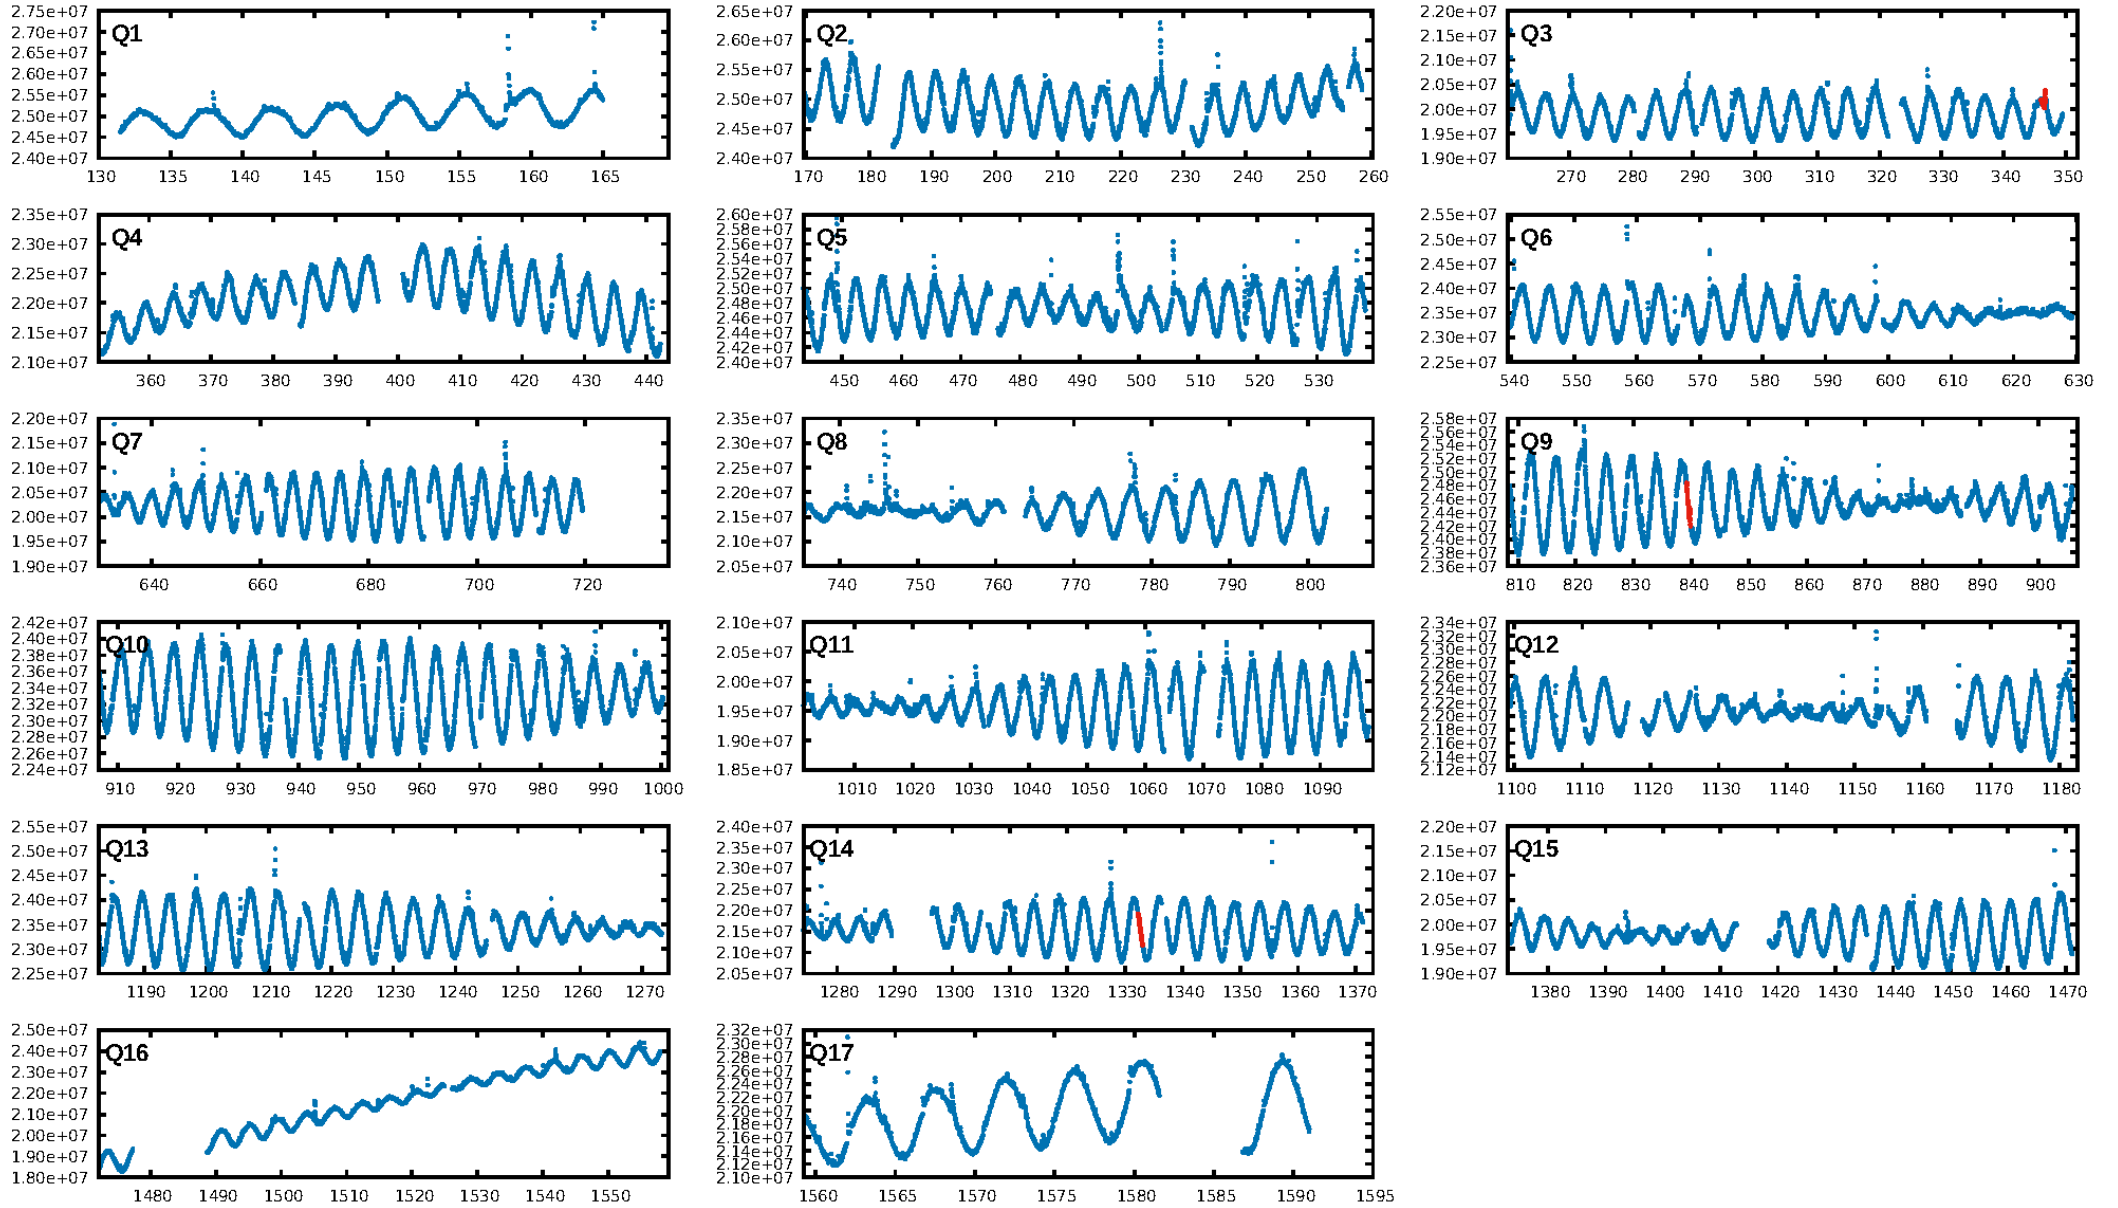 2.75e+07 2.70e+07 2.65e+07 2.60e+07 2.55e+07 2.50e+07 2.45e+07 2.40e+07
Q1
130 135 140 145 150 155 160 165
2.65e+07 2.60e+07 2.55e+07 2.50e+07 2.45e+07 2.40e+07
Q2
170 180 190 200 210 220 230 240 250 260
2.20e+07 2.15e+07 2.10e+07 2.05e+07 2.00e+07 1.95e+07 1.90e+07
Q3
270 280 290 300 310 320 330 340 350
2.35e+07 2.30e+07 2.25e+07 2.20e+07 2.15e+07 2.10e+07
Q4
360 370 380 390 400 410 420 430 440
2.60e+07 2.58e+07 2.56e+07 2.54e+07 2.52e+07 2.50e+07 2.48e+07 2.46e+07 2.44e+07 2.42e+07 2.40e+07
Q5
450 460 470 480 490 500 510 520 530
2.55e+07 2.50e+07 2.45e+07 2.40e+07 2.35e+07 2.30e+07 2.25e+07
Q6
540 550 560 570 580 590 600 610 620 630
2.20e+07 2.15e+07 2.10e+07 2.05e+07 2.00e+07 1.95e+07 1.90e+07
Q7
640 660 680 700 720
2.35e+07 2.30e+07 2.25e+07 2.20e+07 2.15e+07 2.10e+07 2.05e+07
Q8
740 750 760 770 780 790 800
2.58e+07 2.56e+07 2.54e+07 2.52e+07 2.50e+07 2.48e+07 2.46e+07 2.44e+07 2.42e+07 2.40e+07 2.38e+07 2.36e+07
Q9
810 820 830 840 850 860 870 880 890 900
2.42e+07 2.40e+07 2.38e+07 2.36e+07 2.34e+07 2.32e+07 2.30e+07 2.28e+07 2.26e+07 2.24e+07
Q10
910 920 930 940 950 960 970 980 990 1000
2.10e+07 2.05e+07 2.00e+07 1.95e+07 1.90e+07 1.85e+07
Q11
1010 1020 1030 1040 1050 1060 1070 1080 1090
2.34e+07 2.32e+07 2.30e+07 2.28e+07 2.26e+07 2.24e+07 2.22e+07 2.20e+07 2.18e+07 2.16e+07 2.14e+07 2.12e+07
Q12
1100 1110 1120 1130 1140 1150 1160 1170 1180
2.55e+07 2.50e+07 2.45e+07 2.40e+07 2.35e+07 2.30e+07 2.25e+07
Q13
1190 1200 1210 1220 1230 1240 1250 1260 1270
2.40e+07 2.35e+07 2.30e+07 2.25e+07 2.20e+07 2.15e+07 2.10e+07 2.05e+07
Q14
1280 1290 1300 1310 1320 1330 1340 1350 1360 1370
2.20e+07 2.15e+07 2.10e+07 2.05e+07 2.00e+07 1.95e+07 1.90e+07
Q15
1380 1390 1400 1410 1420 1430 1440 1450 1460 1470
2.50e+07 2.40e+07 2.30e+07 2.20e+07 2.10e+07 2.00e+07 1.90e+07 1.80e+07
Q16
1480 1490 1500 1510 1520 1530 1540 1550
2.32e+07 2.30e+07 2.28e+07 2.26e+07 2.24e+07 2.22e+07 2.20e+07 2.18e+07 2.16e+07 2.14e+07 2.12e+07 2.10e+07
Q17
1560 1565 1570 1575 1580 1585 1590 1595